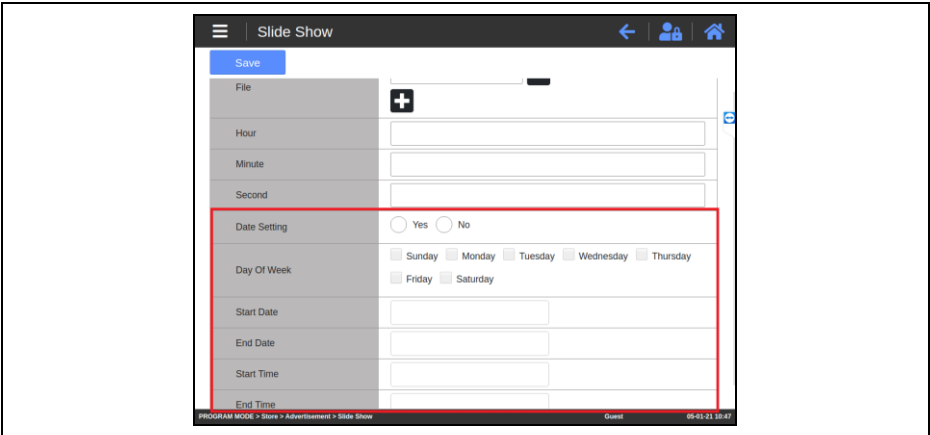 Slide Show
Save
File
Hour
Minute
Second
Date Setting Yes No
Day Of Week
Sunday Monday Tuesday Wednesday Thursday
Friday Saturday
Start Date
End Date
Start Time
End Time
PROGRAM MODE > Store > Advertisement > Slide Show Guest 05-01-21 10:47